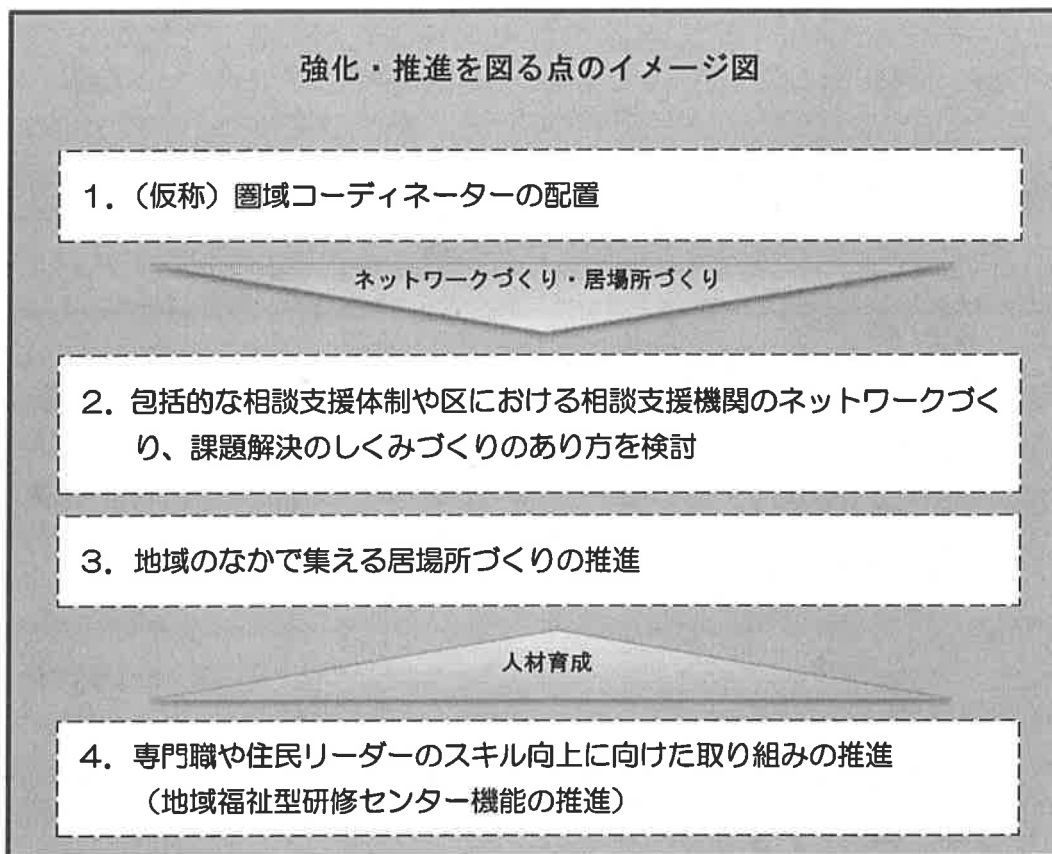 強化・推進を図る点のイメージ図
1．（仮称）圏域コーディネーターの配置
ネットワークづくり・居場所づくり
2．包括的な相談支援体制や区における相談支援機関のネットワークづく
り、課題解決のしくみづくりのあり方を検討
3．地域のなかで集える居場所づくりの推進
人材育成
4．専門職や住民リーダーのスキル向上に向けた取り組みの推進
（地域福祉型研修センター機能の推進）